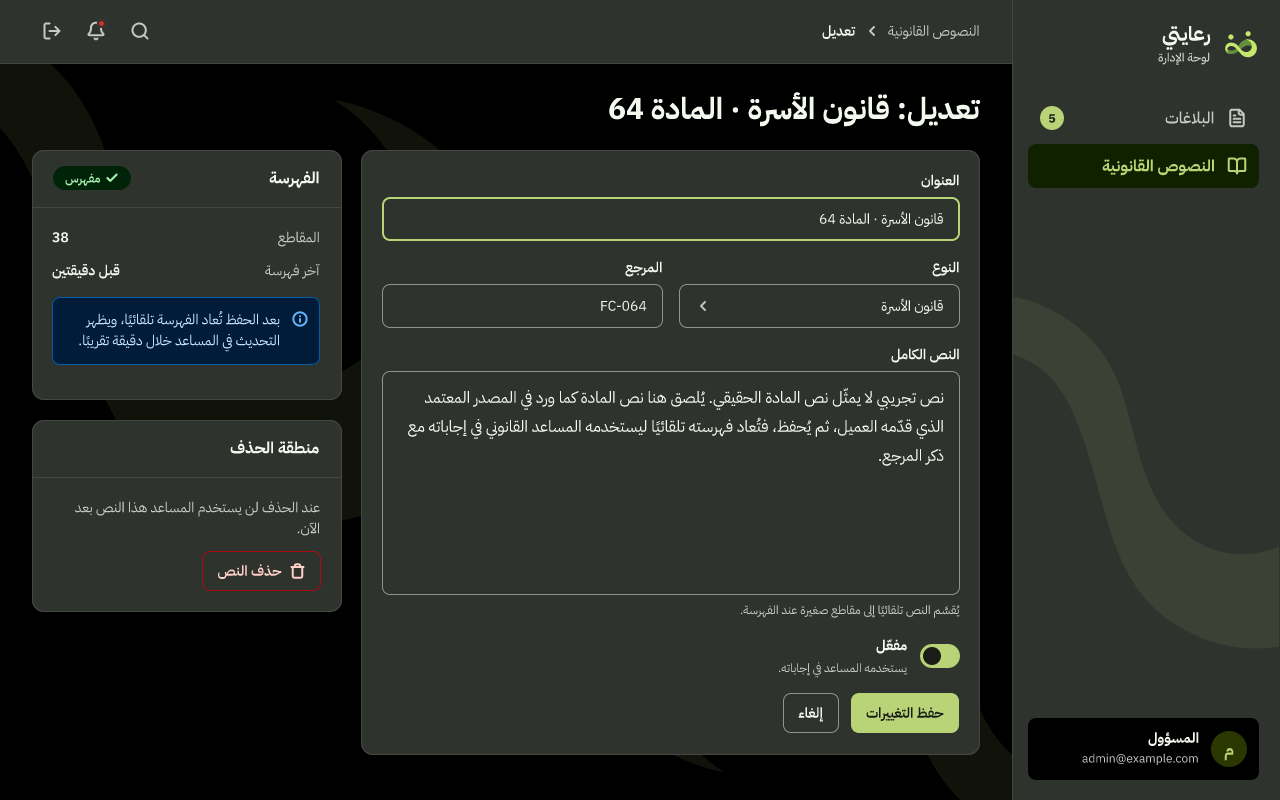 رعايتي
لوحة الإدارة
البلاغات
5
النصوص القانونية
المسؤول
admin@example.com
م
النصوص القانونية
تعديل
تعديل: قانون الأسرة · المادة 64
العنوان
قانون الأسرة · المادة 64
النوع
قانون الأسرة
المرجع
FC-064
النص الكامل
نص تجريبي لا يمثّل نص المادة الحقيقي. يُلصق هنا نص المادة كما ورد في المصدر المعتمد
الذي قدّمه العميل، ثم يُحفظ، فتُعاد فهرسته تلقائيًا ليستخدمه المساعد القانوني في إجاباته مع
ذكر المرجع.
يُقسَّم النص تلقائيًا إلى مقاطع صغيرة عند الفهرسة.
مفعّل
يستخدمه المساعد في إجاباته.
حفظ التغييرات
إلغاء
الفهرسة
مفهرس
المقاطع
38
آخر فهرسة
قبل دقيقتين
بعد الحفظ تُعاد الفهرسة تلقائيًا، ويظهر
التحديث في المساعد خلال دقيقة تقريبًا.
منطقة الحذف
عند الحذف لن يستخدم المساعد هذا النص بعد
الآن.
حذف النص